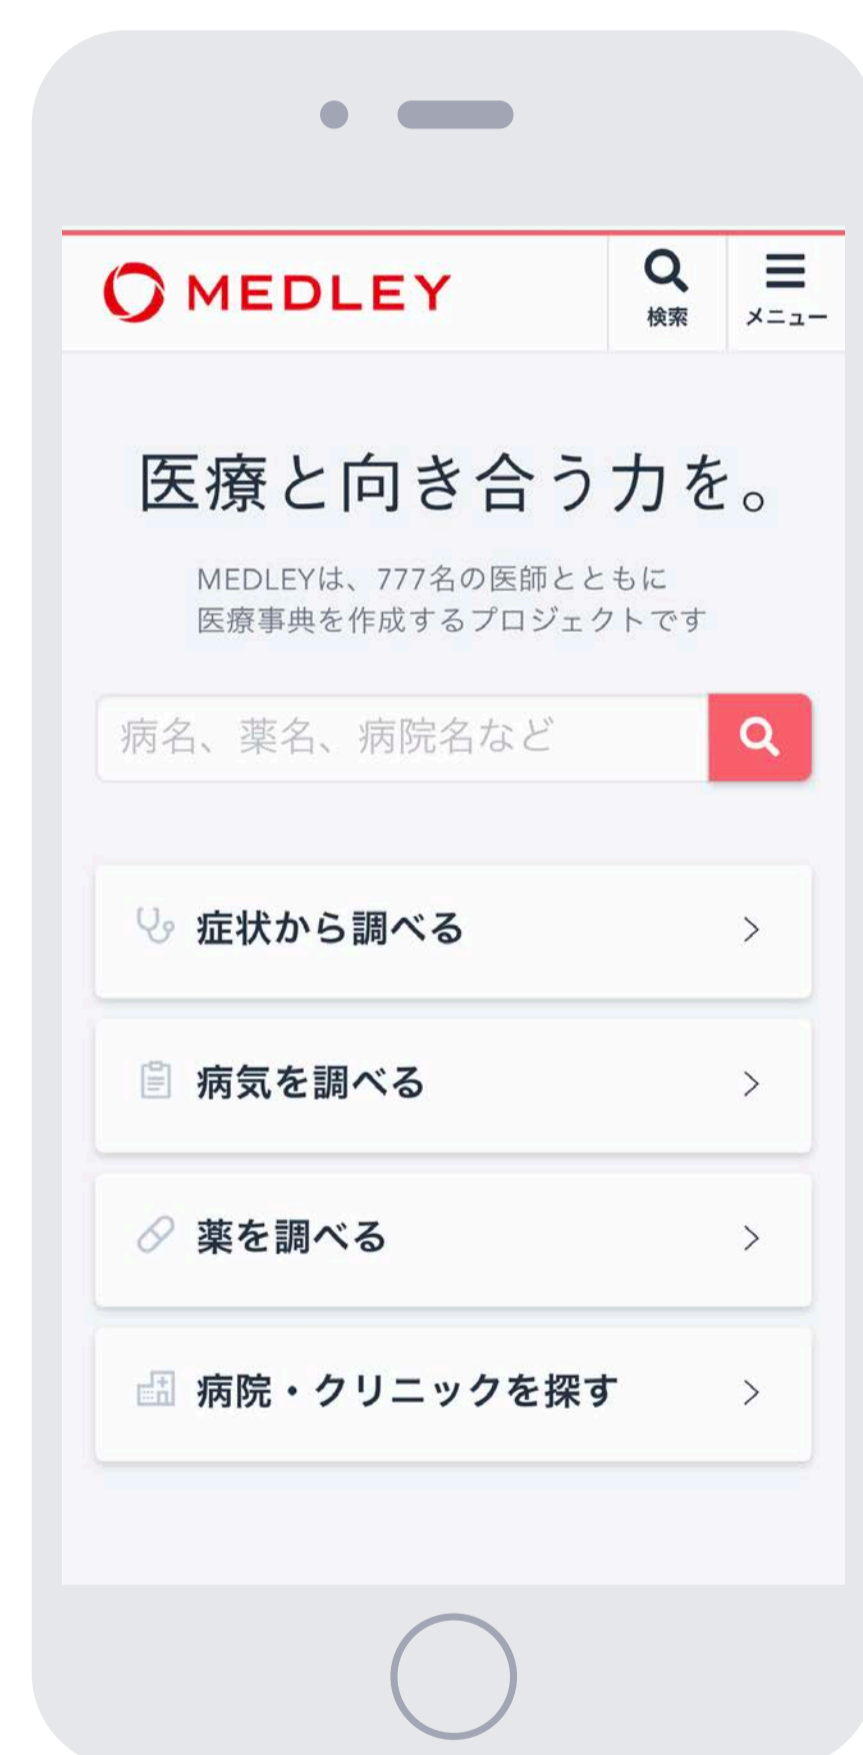 MEDLEY
検索
メニュー
医療と向き合う力を。
MEDLEYは、777名の医師とともに
医療事典を作成するプロジェクトです
病名、薬名、病院名など
症状から調べる
病気を調べる
薬を調べる
病院・クリニックを探す